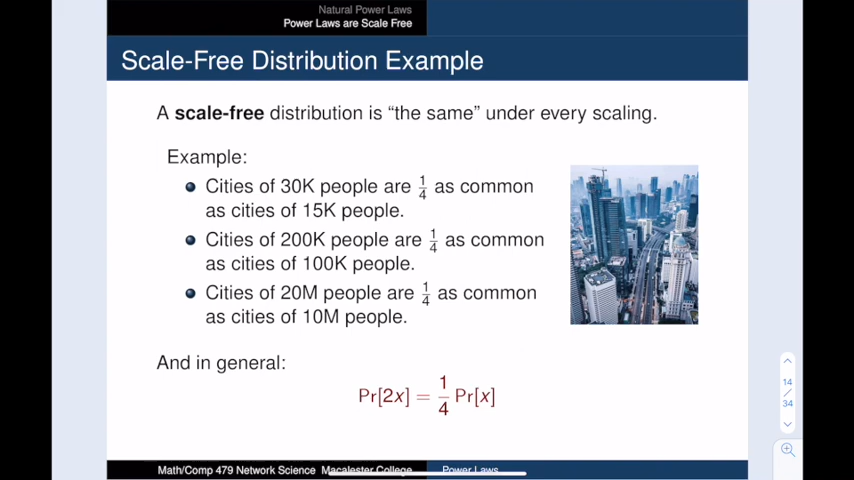 Natural Power Laws
Power Laws are Scale Free
Scale-Free Distribution Example
A scale-free distribution is “the same” under every scaling.
Example:
Cities of 30K people are 1/4 as common
as cities of 15K people.
Cities of 200K people are 1/4 as common
as cities of 100K people.
Cities of 20M people are 1/4 as common
as cities of 10M people.
And in general:
Pr[2x] = 1/4 Pr[x]
14
/
34
Math/Comp 479 Network Science Macalester College
Power Laws